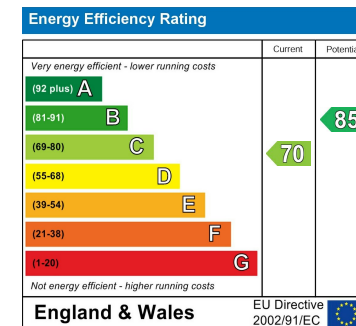 Energy Efficiency Rating
Current Potentia
Very energy efficient - lower running costs
(92 plus) A
(81-91) B
85
(69-80) C
70
(55-68) D
(39-54) E
(21-38) F
(1-20) G
Not energy efficient - higher running costs
England & Wales
EU Directive
2002/91/EC